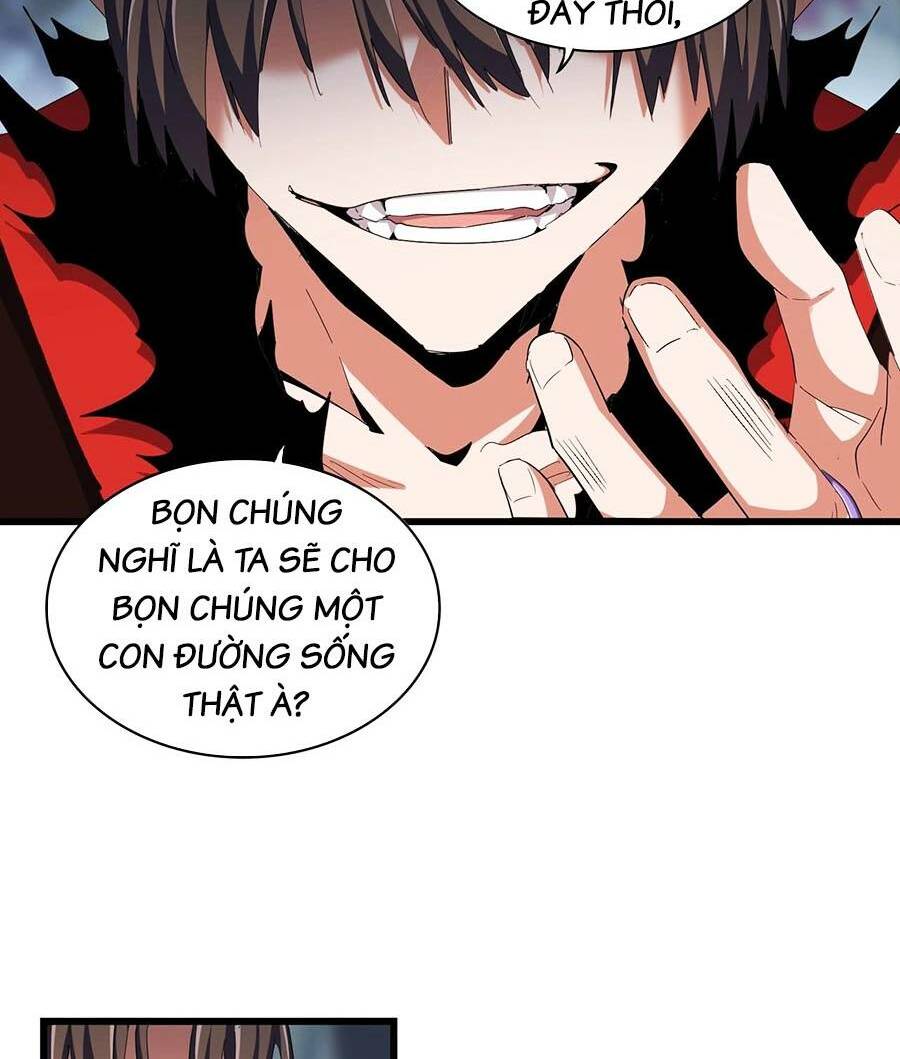 ĐÂY THÔI,
BỌN CHÚNG
NGHĨ LÀ TA SẼ CHO
BỌN CHÚNG MỘT
CON ĐƯỜNG SỐNG
THẬT À?